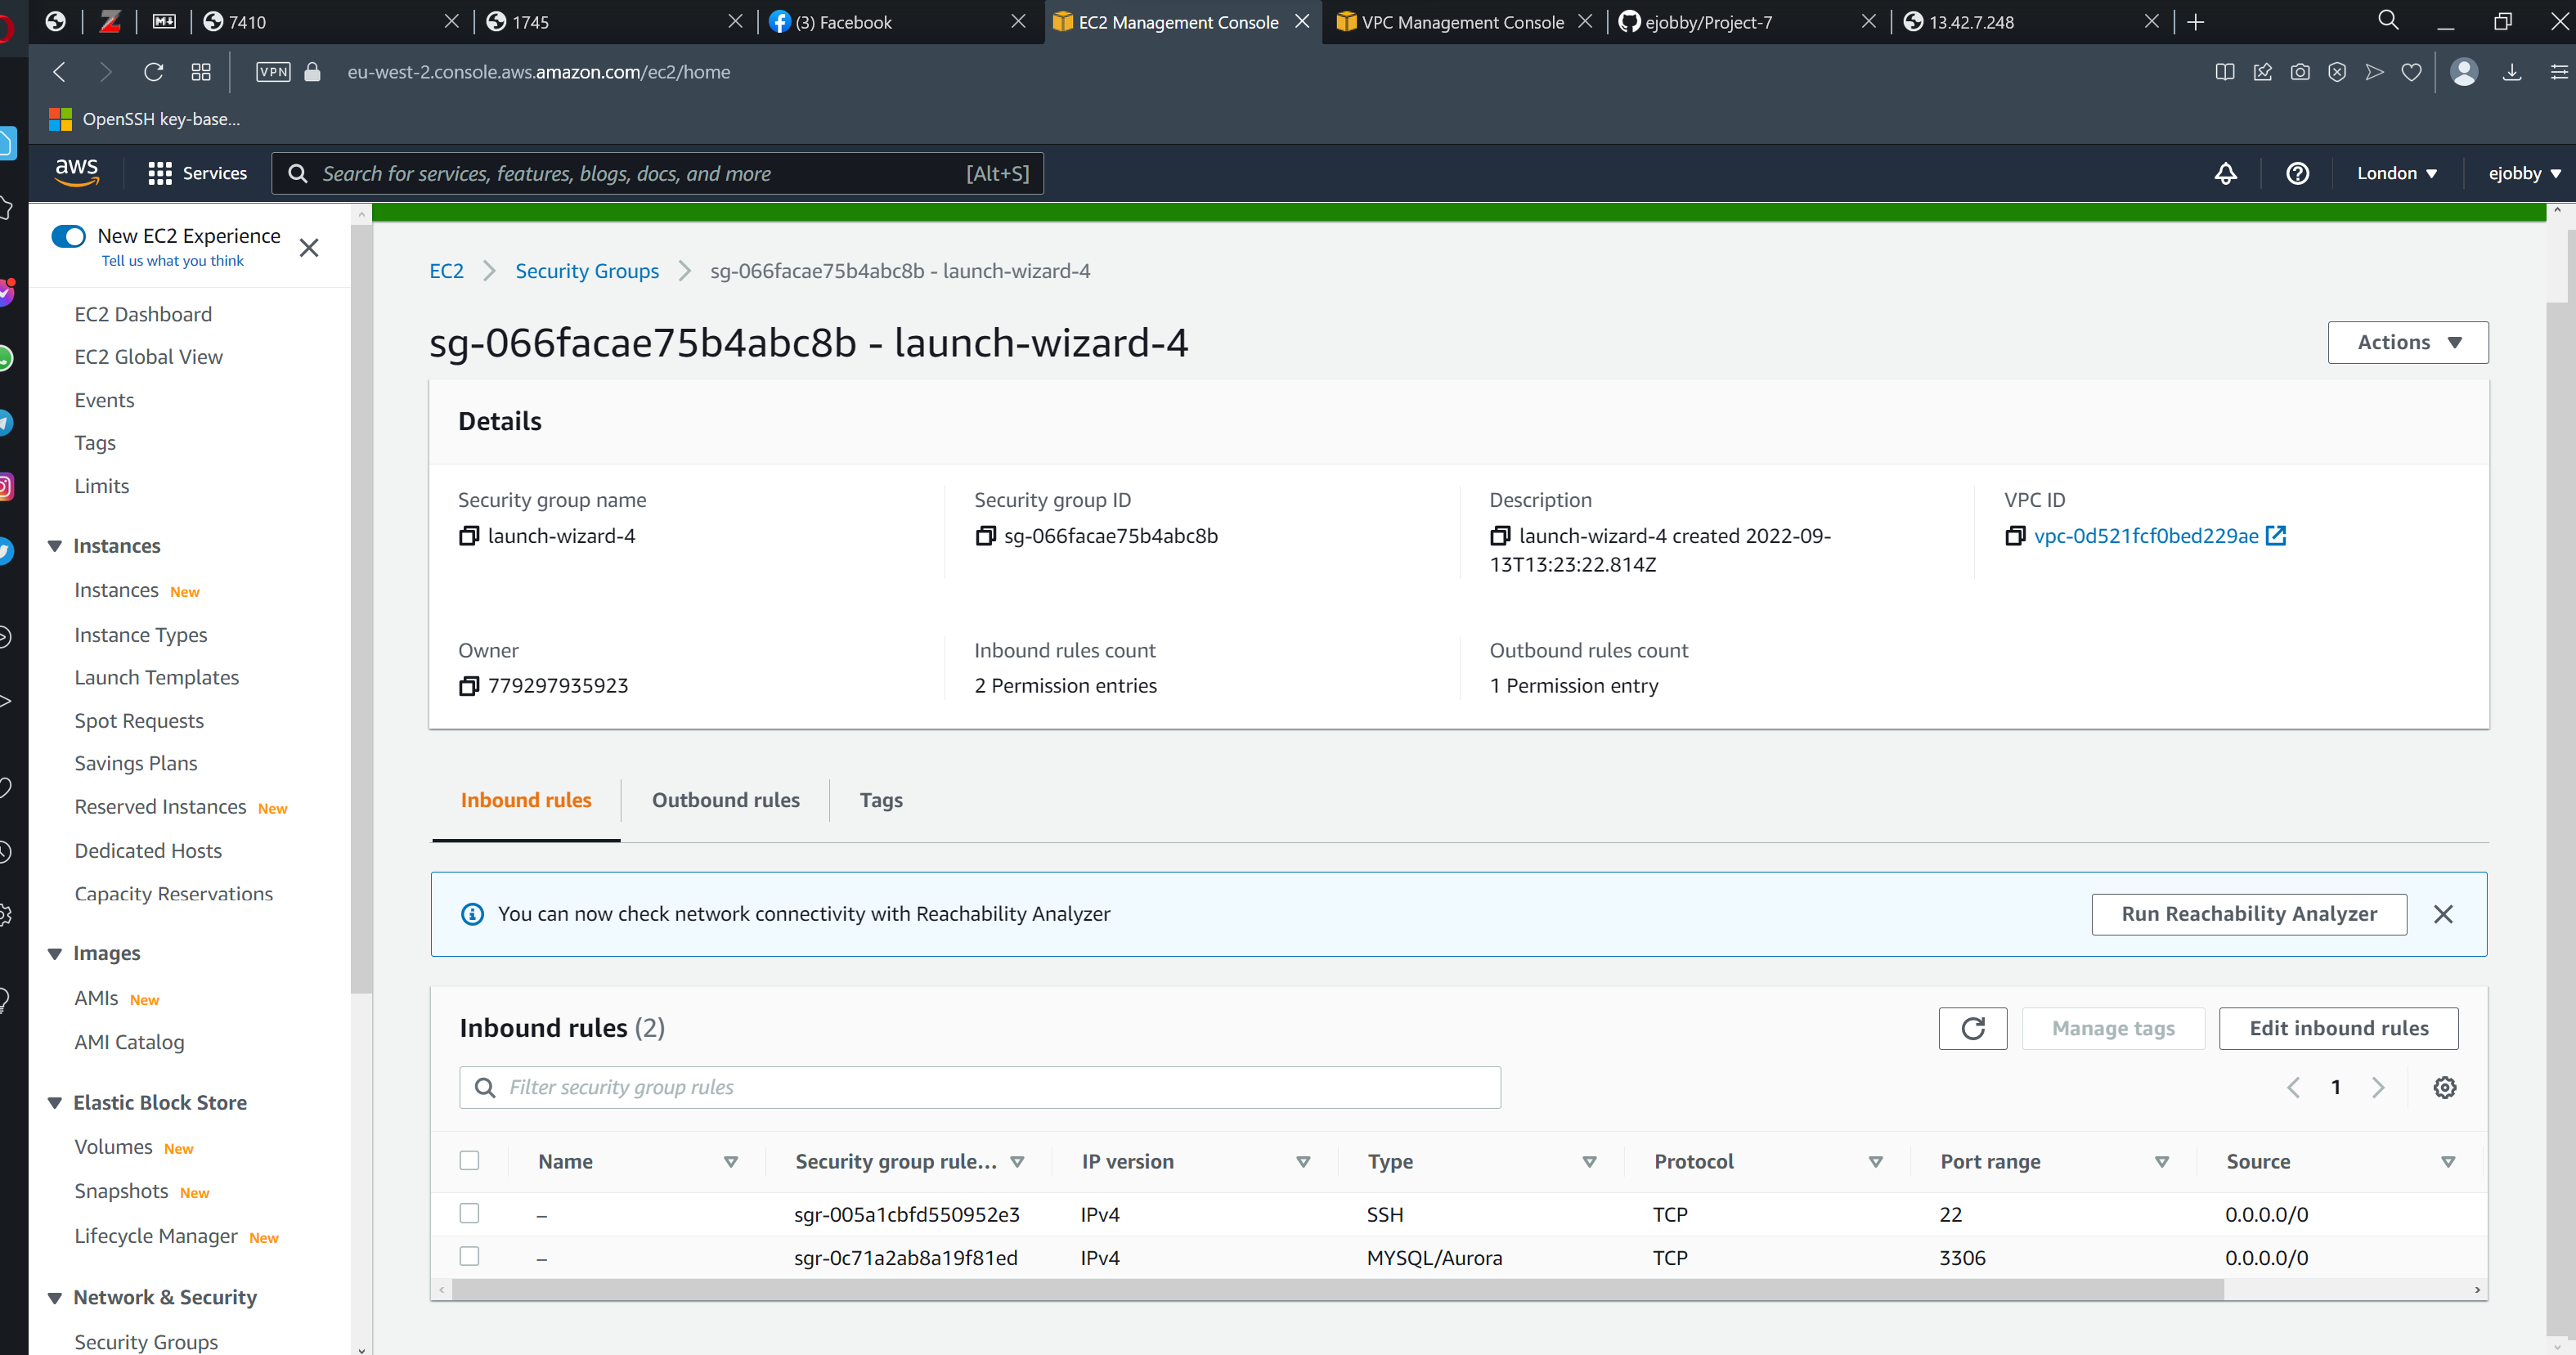 7410
1745
(3) Facebook
EC2 Management Console
VPC Management Console
ejobby/Project-7
13.42.7.248
VPN
eu-west-2.console.aws.amazon.com/ec2/home
OpenSSH key-base...
aws
Services
Search for services, features, blogs, docs, and more
[Alt+S]
London
ejobby
New EC2 Experience
Tell us what you think
EC2 Dashboard
EC2 Global View
Events
Tags
Limits
Instances
Instances New
Instance Types
Launch Templates
Spot Requests
Savings Plans
Reserved Instances New
Dedicated Hosts
Capacity Reservations
Images
AMIs New
AMI Catalog
Elastic Block Store
Volumes New
Snapshots New
Lifecycle Manager New
Network & Security
Security Groups
EC2 > Security Groups > sg-066facae75b4abc8b - launch-wizard-4
sg-066facae75b4abc8b - launch-wizard-4
Actions
Details
Security group name
launch-wizard-4
Security group ID
sg-066facae75b4abc8b
Description
launch-wizard-4 created 2022-09-
13T13:23:22.814Z
VPC ID
vpc-0d521fcf0bed229ae
Owner
779297935923
Inbound rules count
2 Permission entries
Outbound rules count
1 Permission entry
Inbound rules
Outbound rules
Tags
You can now check network connectivity with Reachability Analyzer
Run Reachability Analyzer
Inbound rules (2)
Manage tags
Edit inbound rules
Filter security group rules
1
Name Security group rule... IP version Type Protocol Port range Source
– sgr-005a1cbfd550952e3 IPv4 SSH TCP 22 0.0.0.0/0
– sgr-0c71a2ab8a19f81ed IPv4 MYSQL/Aurora TCP 3306 0.0.0.0/0